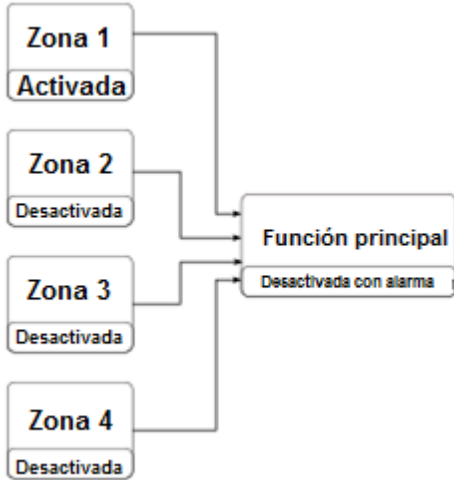 Zona 1
Activada
Zona 2
Desactivada
Zona 3
Desactivada
Zona 4
Desactivada
Función principal
Desactivada con alarma